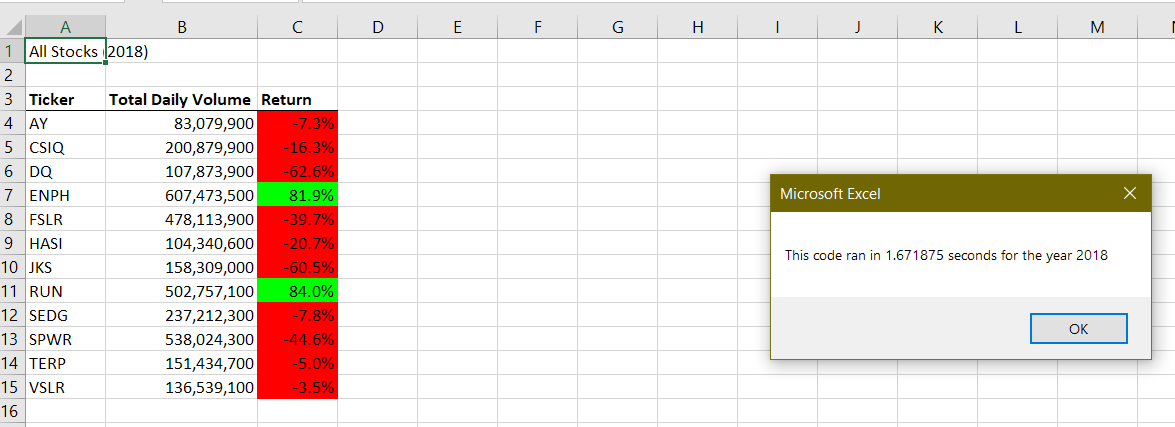 A B C D E F G H I J K L M
1 All Stocks (2018)
2
3 Ticker Total Daily Volume Return
4 AY 83,079,900 -7.3%
5 CSIQ 200,879,900 -16.3%
6 DQ 107,873,900 -62.6%
7 ENPH 607,473,500 81.9%
8 FSLR 478,113,900 -39.7%
9 HASI 104,340,600 -20.7%
10 JKS 158,309,000 -60.5%
11 RUN 502,757,100 84.0%
12 SEDG 237,212,300 -7.8%
13 SPWR 538,024,300 -44.6%
14 TERP 151,434,700 -5.0%
15 VSLR 136,539,100 -3.5%
16
Microsoft Excel
This code ran in 1.671875 seconds for the year 2018
OK